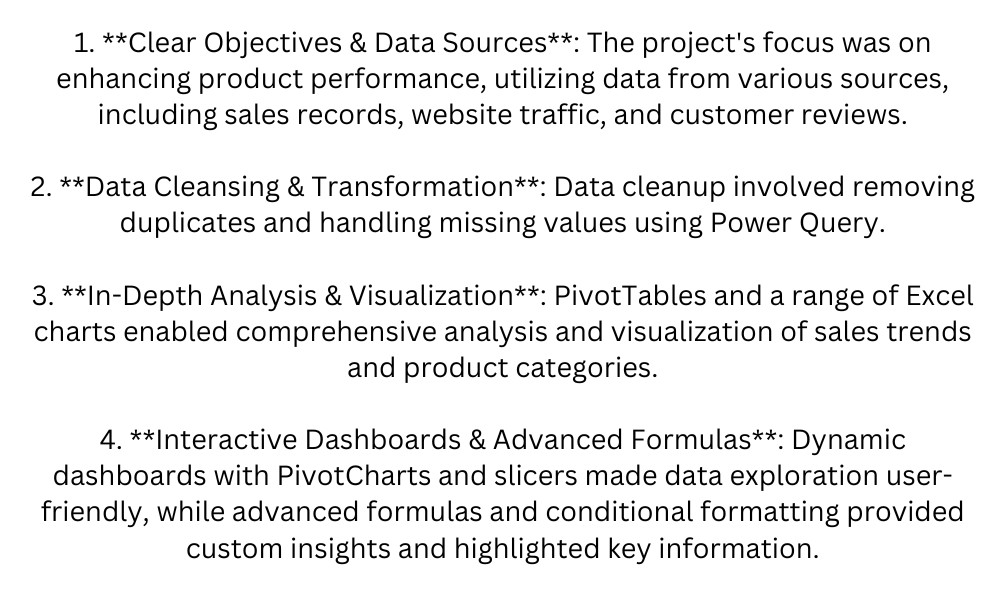 1. **Clear Objectives & Data Sources**: The project's focus was on
enhancing product performance, utilizing data from various sources,
including sales records, website traffic, and customer reviews.
2. **Data Cleansing & Transformation**: Data cleanup involved removing
duplicates and handling missing values using Power Query.
3. **In-Depth Analysis & Visualization**: PivotTables and a range of Excel
charts enabled comprehensive analysis and visualization of sales trends
and product categories.
4. **Interactive Dashboards & Advanced Formulas**: Dynamic
dashboards with PivotCharts and slicers made data exploration user-
friendly, while advanced formulas and conditional formatting provided
custom insights and highlighted key information.